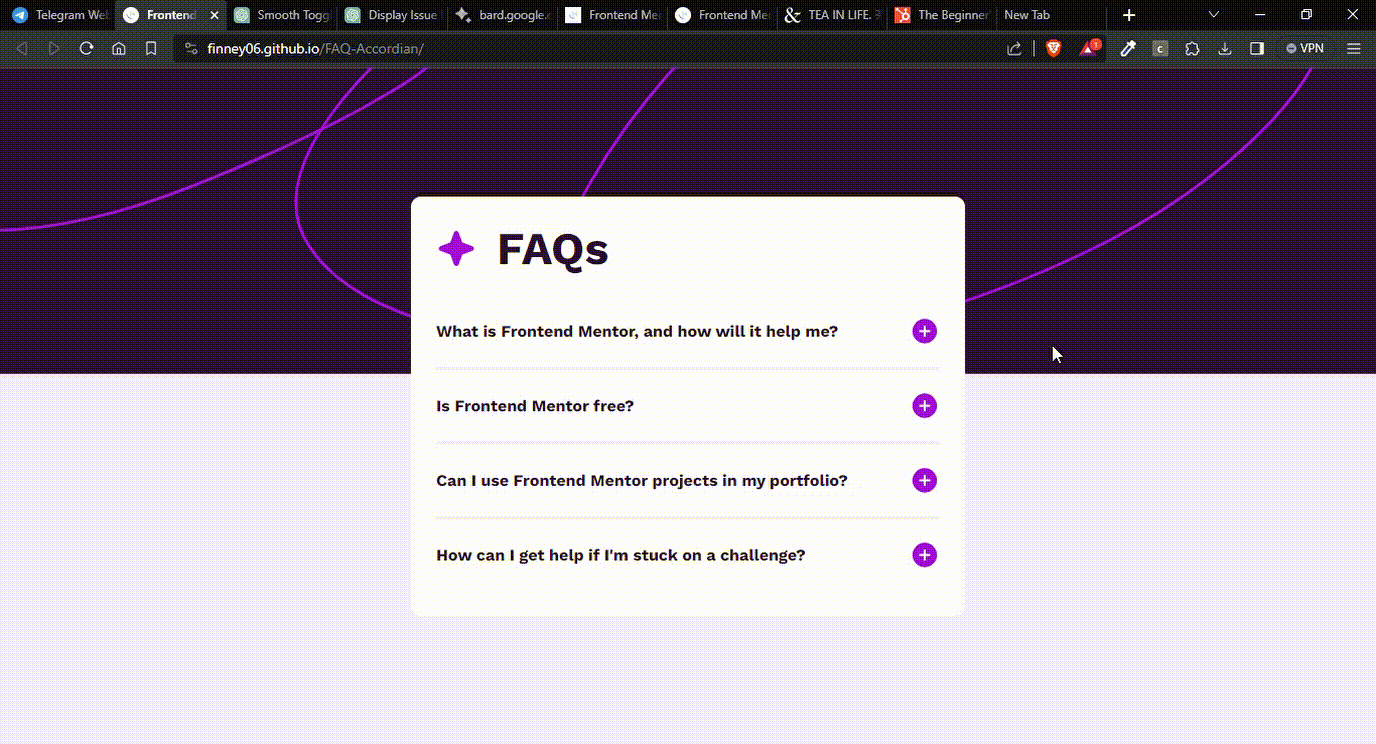 Telegram Web
Frontend
Smooth Togg
Display Issue
bard.google.c
Frontend Men
Frontend Men
TEA IN LIFE.
The Beginner'
New Tab
finney06.github.io/FAQ-Accordian/
1
C
VPN
FAQs
What is Frontend Mentor, and how will it help me?
Is Frontend Mentor free?
Can I use Frontend Mentor projects in my portfolio?
How can I get help if I'm stuck on a challenge?